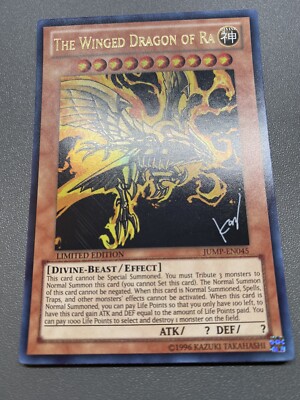 THE WINGED DRAGON OF RA
神
LIMITED EDITION
JUMP-EN045
[DIVINE-BEAST/EFFECT]
This card cannot be Special Summoned. You must Tribute 3 monsters to
Normal Summon this card (you cannot Set this card). The Normal Summon
of this card cannot be negated. When this card is Normal Summoned, Spells,
Traps, and other monsters' effects cannot be activated. When this card is
Normal Summoned: You can pay Life Points so that you only have 100 left; to
have this card gain ATK and DEF equal to the amount of Life Points paid. You
can pay 1000 Life Points to select and destroy 1 monster on the field.
ATK/ ? DEF/ ?
©1996 KAZUKI TAKAHASHI